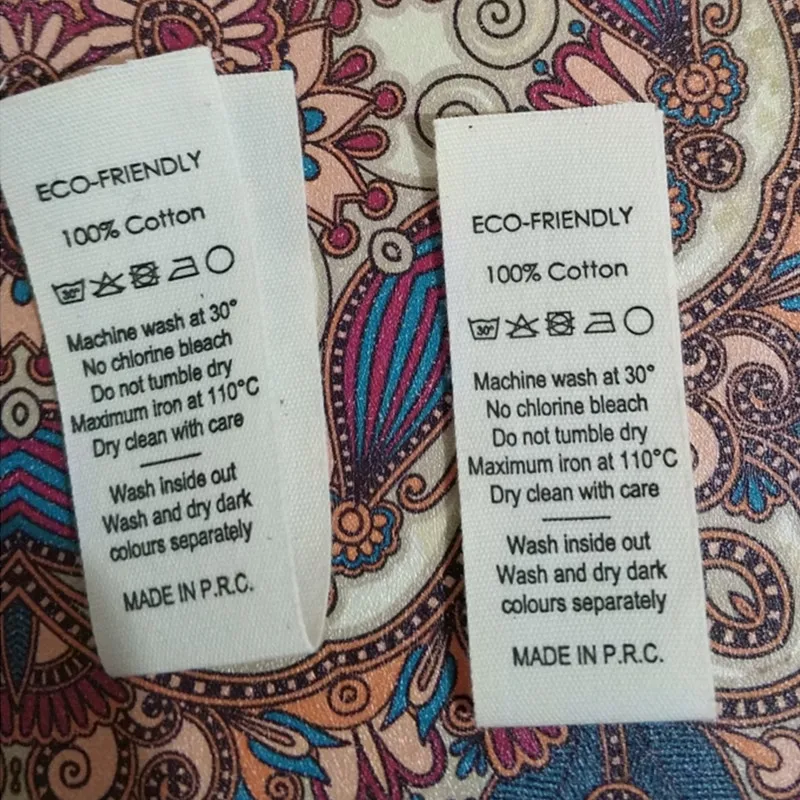 ECO-FRIENDLY
100% Cotton
30°
Machine wash at 30°
No chlorine bleach
Do not tumble dry
Maximum iron at 110°C
Dry clean with care
Wash inside out
Wash and dry dark
colours separately
MADE IN P.R.C.
ECO-FRIENDLY
100% Cotton
30°
Machine wash at 30°
No chlorine bleach
Do not tumble dry
Maximum iron at 110°C
Dry clean with care
Wash inside out
Wash and dry dark
colours separately
MADE IN P.R.C.